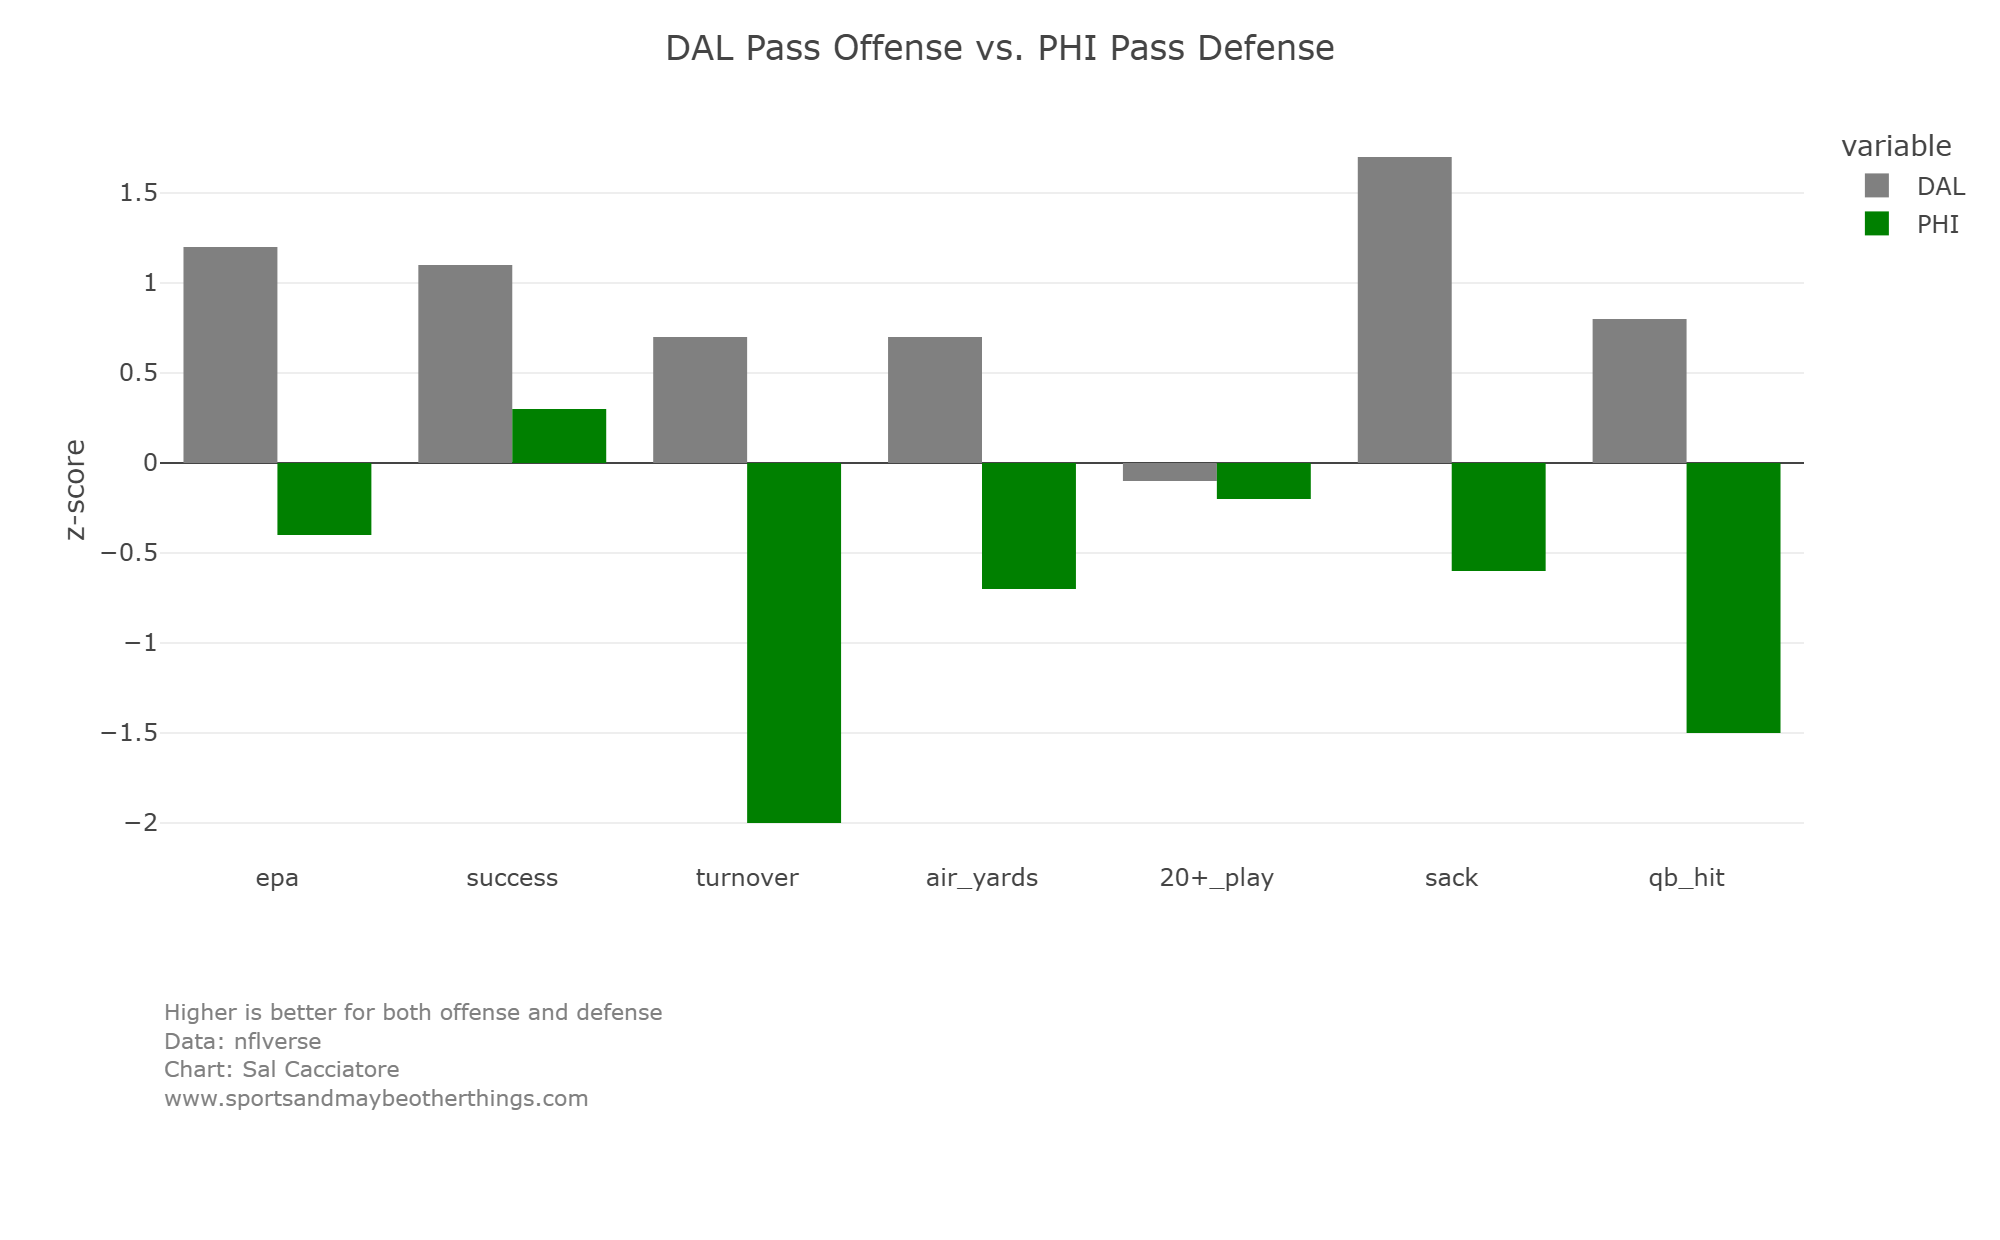 DAL Pass Offense vs. PHI Pass Defense
variable
DAL
PHI
z-score
1.5
1
0.5
0
−0.5
−1
−1.5
−2
epa
success
turnover
air_yards
20+_play
sack
qb_hit
Higher is better for both offense and defense
Data: nflverse
Chart: Sal Cacciatore
www.sportsandmaybeotherthings.com